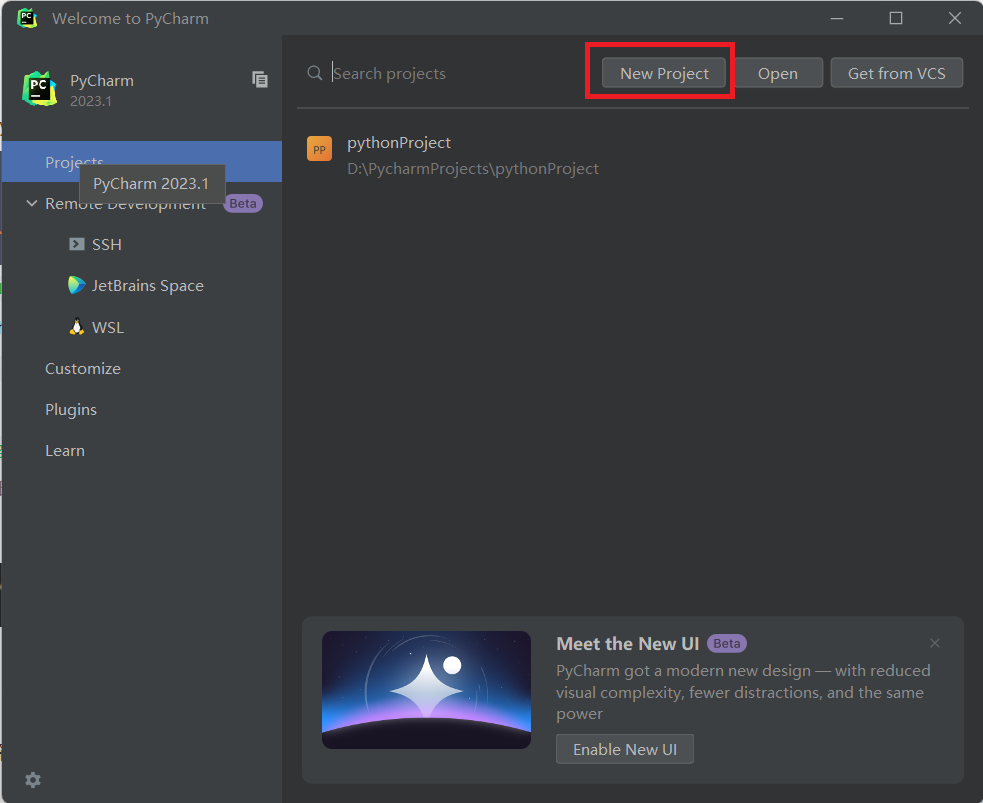 Welcome to PyCharm
PyCharm
2023.1
Search projects
New Project
Open
Get from VCS
pythonProject
D:\PycharmProjects\pythonProject
Projects
PyCharm 2023.1
Remote Development Beta
SSH
JetBrains Space
WSL
Customize
Plugins
Learn
Meet the New UI Beta
PyCharm got a modern new design — with reduced
visual complexity, fewer distractions, and the same
power
Enable New UI